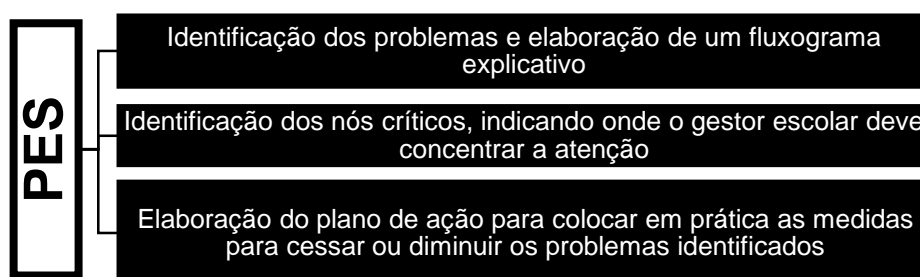 PES
Identificação dos problemas e elaboração de um fluxograma
explicativo
Identificação dos nós críticos, indicando onde o gestor escolar deve
concentrar a atenção
Elaboração do plano de ação para colocar em prática as medidas
para cessar ou diminuir os problemas identificados